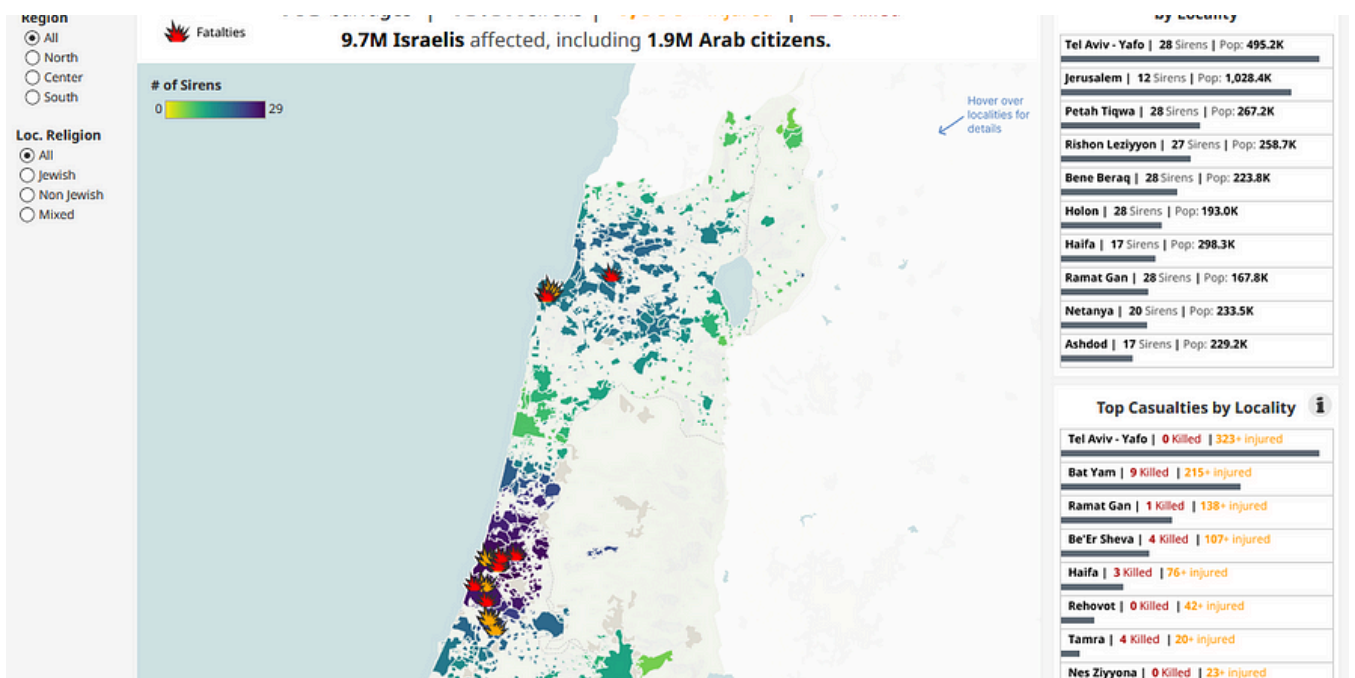 Region
All
North
Center
South
Loc. Religion
All
Jewish
Non Jewish
Mixed
Fatalties
9.7M Israelis affected, including 1.9M Arab citizens.
# of Sirens
0 29
Hover over
localities for
details
by Locality
Tel Aviv - Yafo | 28 Sirens | Pop: 495.2K
Jerusalem | 12 Sirens | Pop: 1,028.4K
Petah Tiqwa | 28 Sirens | Pop: 267.2K
Rishon Leziyyon | 27 Sirens | Pop: 258.7K
Bene Beraq | 28 Sirens | Pop: 223.8K
Holon | 28 Sirens | Pop: 193.0K
Haifa | 17 Sirens | Pop: 298.3K
Ramat Gan | 28 Sirens | Pop: 167.8K
Netanya | 20 Sirens | Pop: 233.5K
Ashdod | 17 Sirens | Pop: 229.2K
Top Casualties by Locality i
Tel Aviv - Yafo | 0 Killed | 323+ injured
Bat Yam | 9 Killed | 215+ injured
Ramat Gan | 1 Killed | 138+ injured
Be'Er Sheva | 4 Killed | 107+ injured
Haifa | 3 Killed | 76+ injured
Rehovot | 0 Killed | 42+ injured
Tamra | 4 Killed | 20+ injured
Nes Ziyyona | 0 Killed | 23+ injured